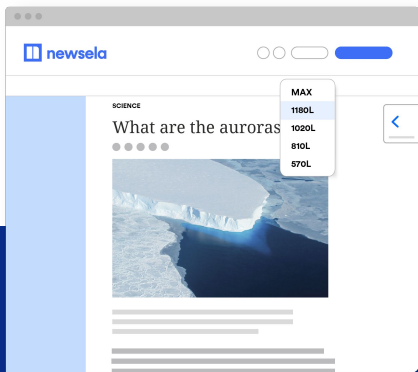 newsela
SCIENCE
What are the auroras
MAX
1180L
1020L
810L
570L